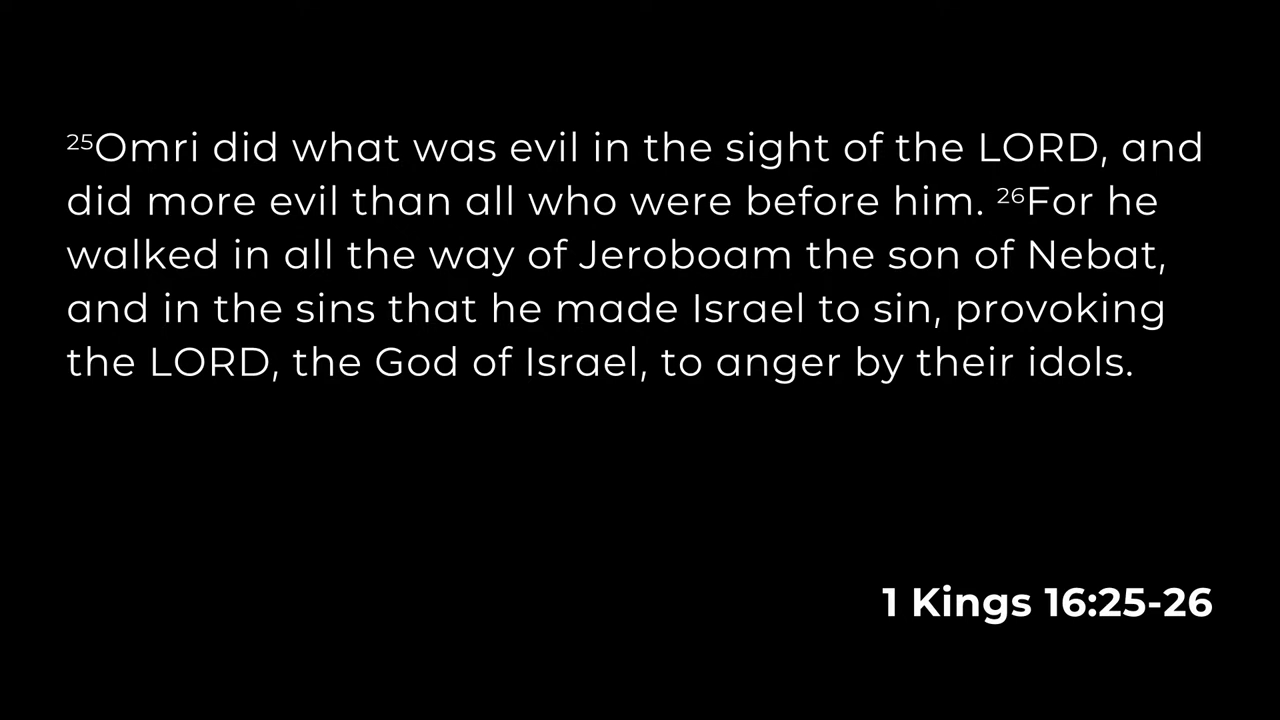 25Omri did what was evil in the sight of the LORD, and
did more evil than all who were before him. 26For he
walked in all the way of Jeroboam the son of Nebat,
and in the sins that he made Israel to sin, provoking
the LORD, the God of Israel, to anger by their idols.
1 Kings 16:25-26